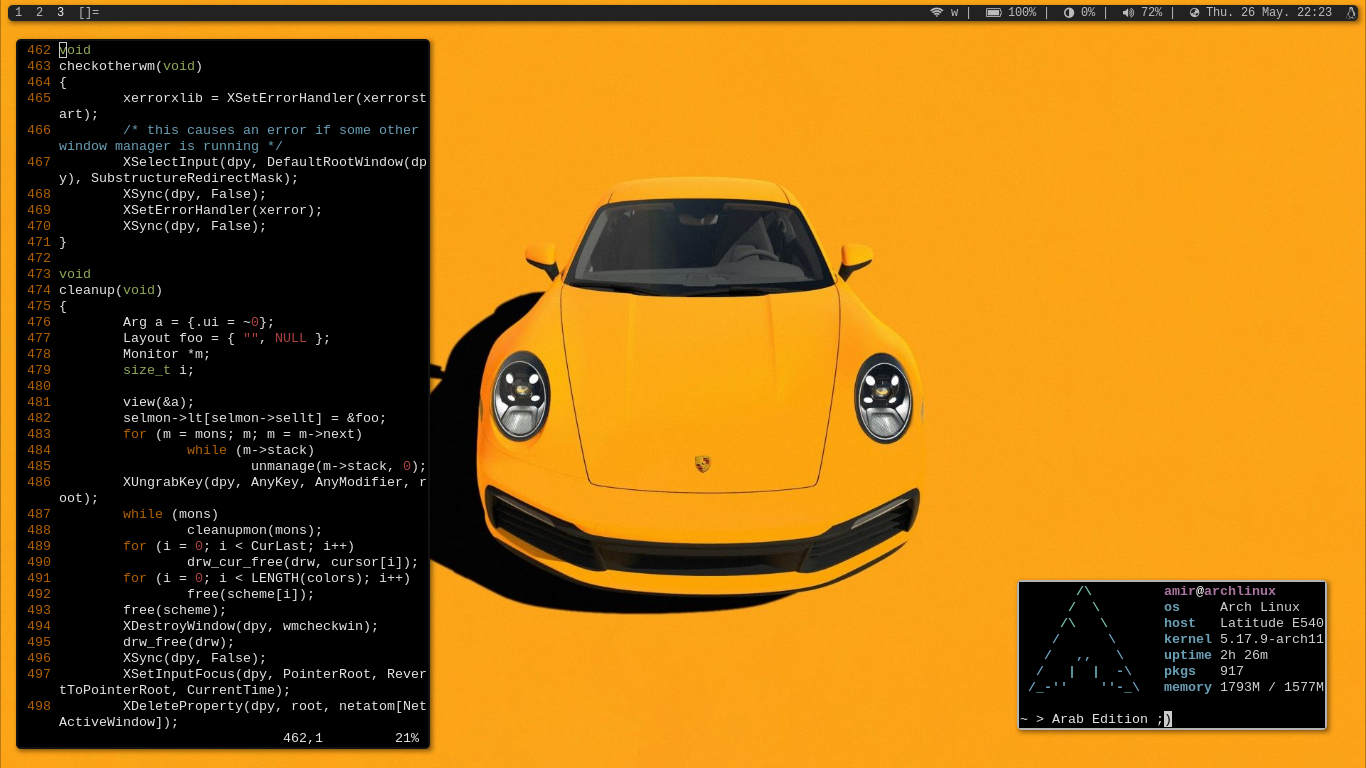 1 2 3 []= w | 100% | 0% | 72% | Thu. 26 May. 22:23
462 void
463 checkotherwm(void)
464 {
465         xerrorxlib = XSetErrorHandler(xerrorst
art);
466         /* this causes an error if some other
window manager is running */
467         XSelectInput(dpy, DefaultRootWindow(dp
y), SubstructureRedirectMask);
468         XSync(dpy, False);
469         XSetErrorHandler(xerror);
470         XSync(dpy, False);
471 }
472
473 void
474 cleanup(void)
475 {
476         Arg a = {.ui = ~0};
477         Layout foo = { "", NULL };
478         Monitor *m;
479         size_t i;
480
481         view(&a);
482         selmon->lt[selmon->sellt] = &foo;
483         for (m = mons; m; m = m->next)
484                 while (m->stack)
485                         unmanage(m->stack, 0);
486         XUngrabKey(dpy, AnyKey, AnyModifier, r
oot);
487         while (mons)
488                 cleanupmon(mons);
489         for (i = 0; i < CurLast; i++)
490                 drw_cur_free(drw, cursor[i]);
491         for (i = 0; i < LENGTH(colors); i++)
492                 free(scheme[i]);
493         free(scheme);
494         XDestroyWindow(dpy, wmcheckwin);
495         drw_free(drw);
496         XSync(dpy, False);
497         XSetInputFocus(dpy, PointerRoot, Rever
tToPointerRoot, CurrentTime);
498         XDeleteProperty(dpy, root, netatom[Net
ActiveWindow]);
462,1 21%
amir@archlinux
os Arch Linux
host Latitude E540
kernel 5.17.9-arch11
uptime 2h 26m
pkgs 917
memory 1793M / 1577M
~ > Arab Edition ;)